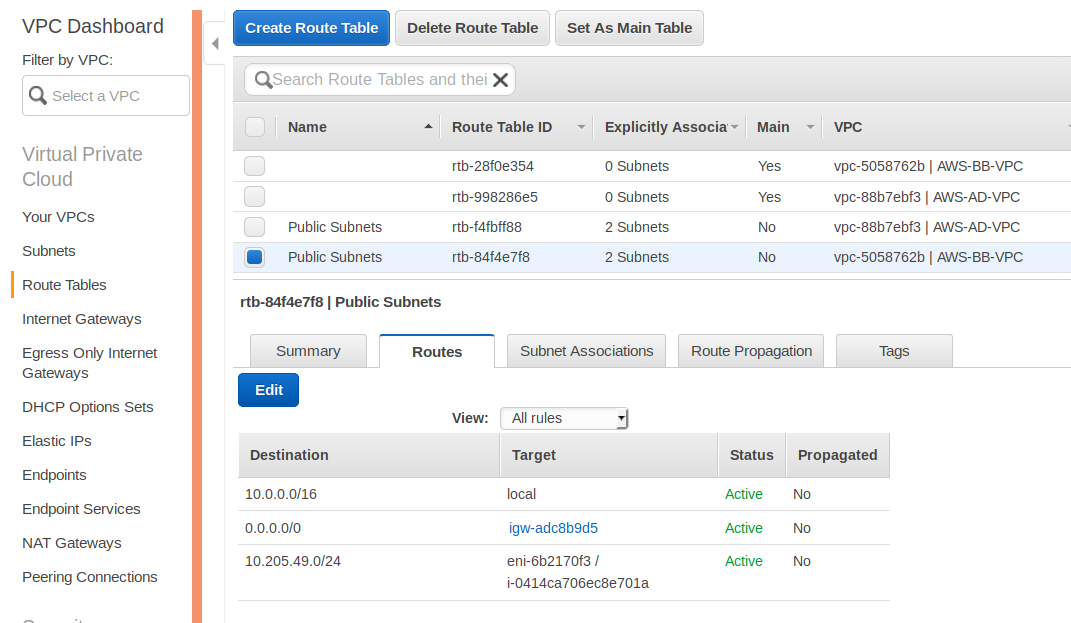 VPC Dashboard
Filter by VPC:
Select a VPC
Virtual Private
Cloud
Your VPCs
Subnets
Route Tables
Internet Gateways
Egress Only Internet
Gateways
DHCP Options Sets
Elastic IPs
Endpoints
Endpoint Services
NAT Gateways
Peering Connections
Create Route Table Delete Route Table Set As Main Table
Search Route Tables and thei
Name Route Table ID Explicitly Associa Main VPC
rtb-28f0e354 0 Subnets Yes vpc-5058762b | AWS-BB-VPC
rtb-998286e5 0 Subnets Yes vpc-88b7ebf3 | AWS-AD-VPC
Public Subnets rtb-f4fbff88 2 Subnets No vpc-88b7ebf3 | AWS-AD-VPC
Public Subnets rtb-84f4e7f8 2 Subnets No vpc-5058762b | AWS-BB-VPC
rtb-84f4e7f8 | Public Subnets
Summary Routes Subnet Associations Route Propagation Tags
Edit
View: All rules
Destination Target Status Propagated
10.0.0.0/16 local Active No
0.0.0.0/0 igw-adc8b9d5 Active No
10.205.49.0/24 eni-6b2170f3 / Active No
i-0414ca706ec8e701a